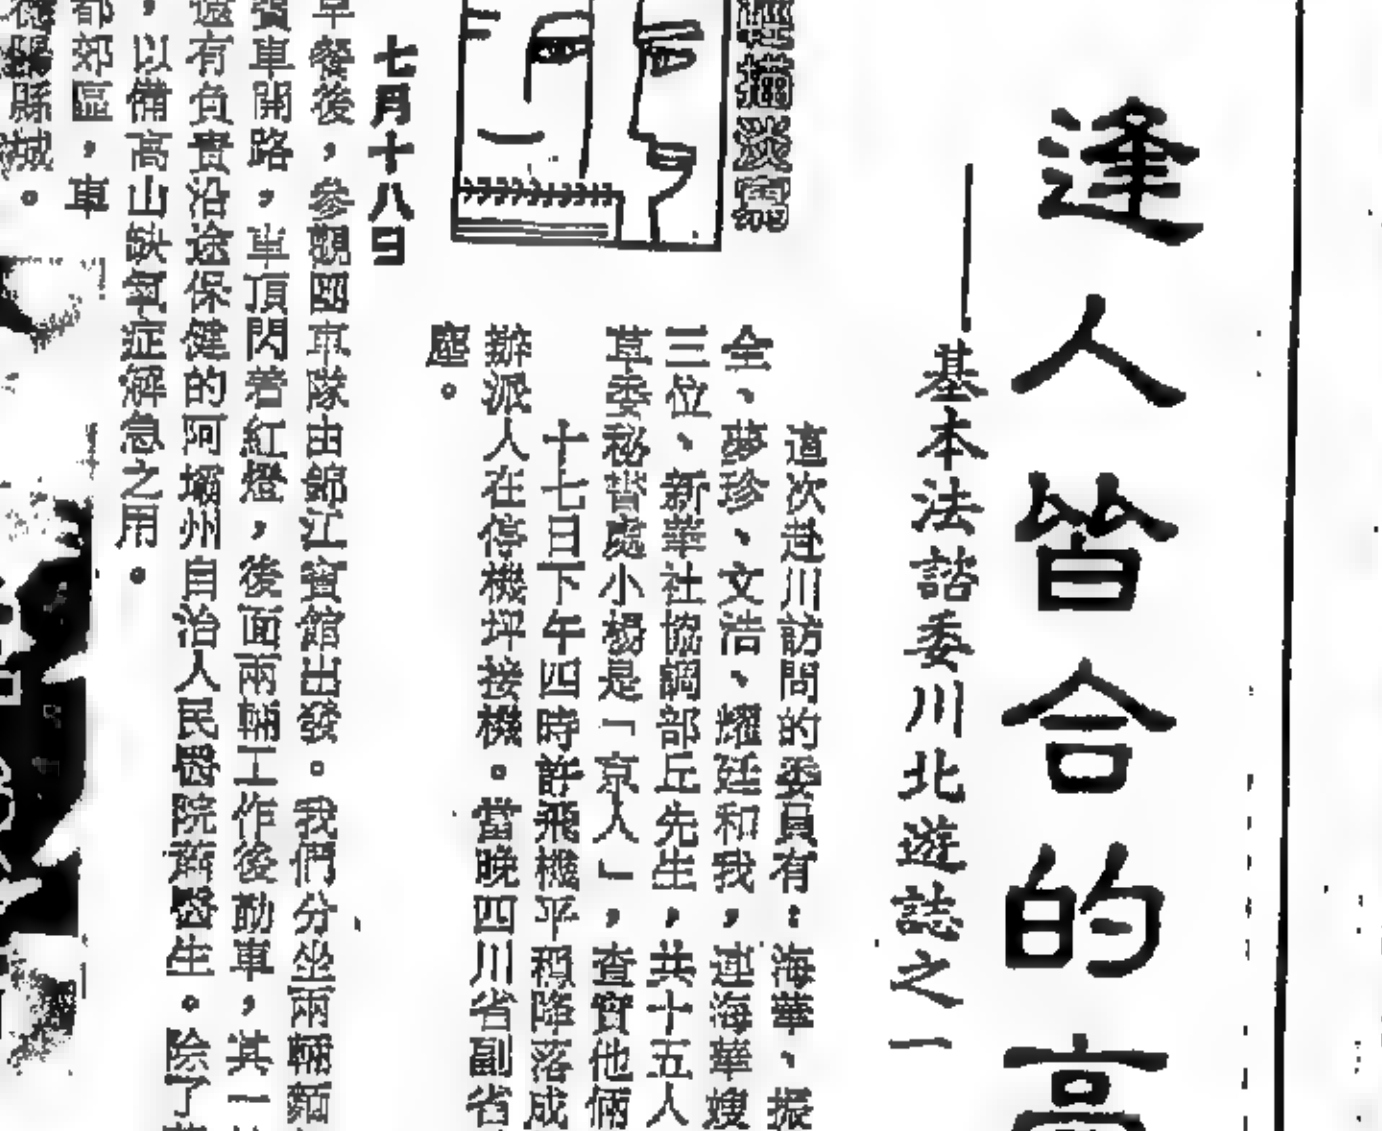 逢人皆合的
基本法諮委川北遊誌之一
輕描淡寫
這次赴川訪問的委員有：海華、振
全、夢珍、文浩、耀廷和我，連海華嫂
三位、新華社協調部丘先生，共十五人
草委秘書處小楊是「京人」，查實他倆
十七日下午四時許飛機平穩降落成
辦派人在停機坪接機。當晚四川省副省
塵。
七月十八日
早餐後，參觀團車隊由錦江賓館出發。我們分坐兩輛麵
賓車開路，車頂閃着紅燈，後面兩輛工作後勤車，其一
還有負責沿途保健的阿壩州自治人民醫院蕭醫生。除了
，以備高山缺氧症解急之用。
都郊區，車
縣城。